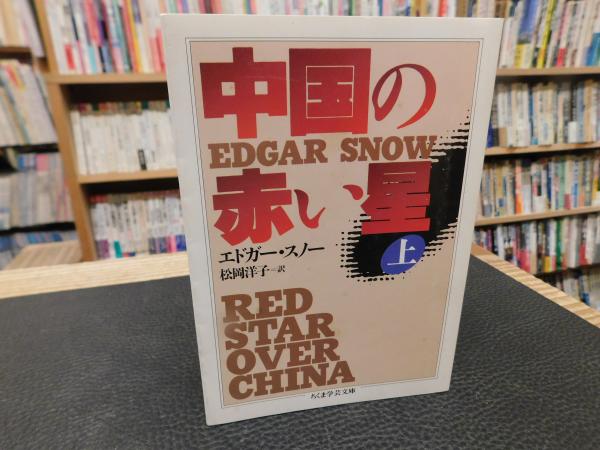 中国の
EDGAR SNOW
赤い星
エドガー・スノー
上
松岡洋子―訳
RED
STAR
OVER
CHINA
ちくま学芸文庫